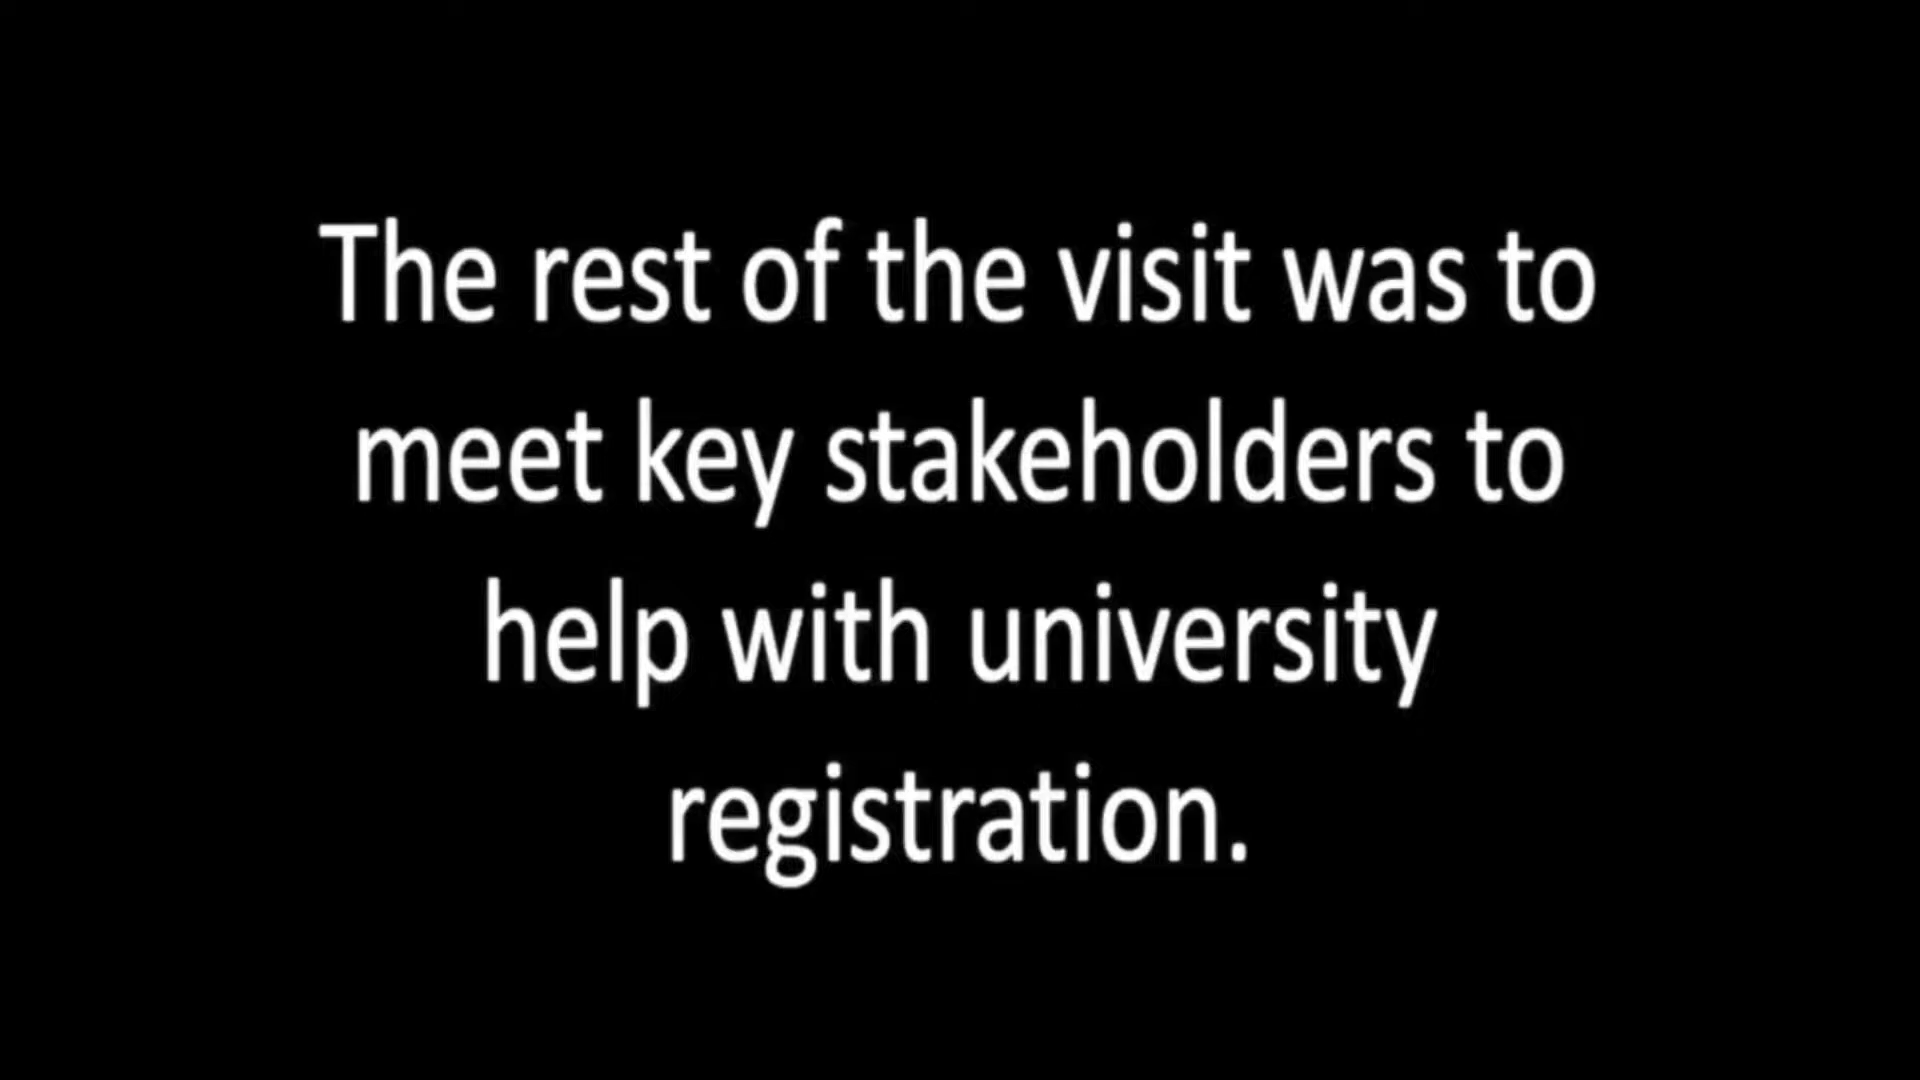 The rest of the visit was to
meet key stakeholders to
help with university
registration.